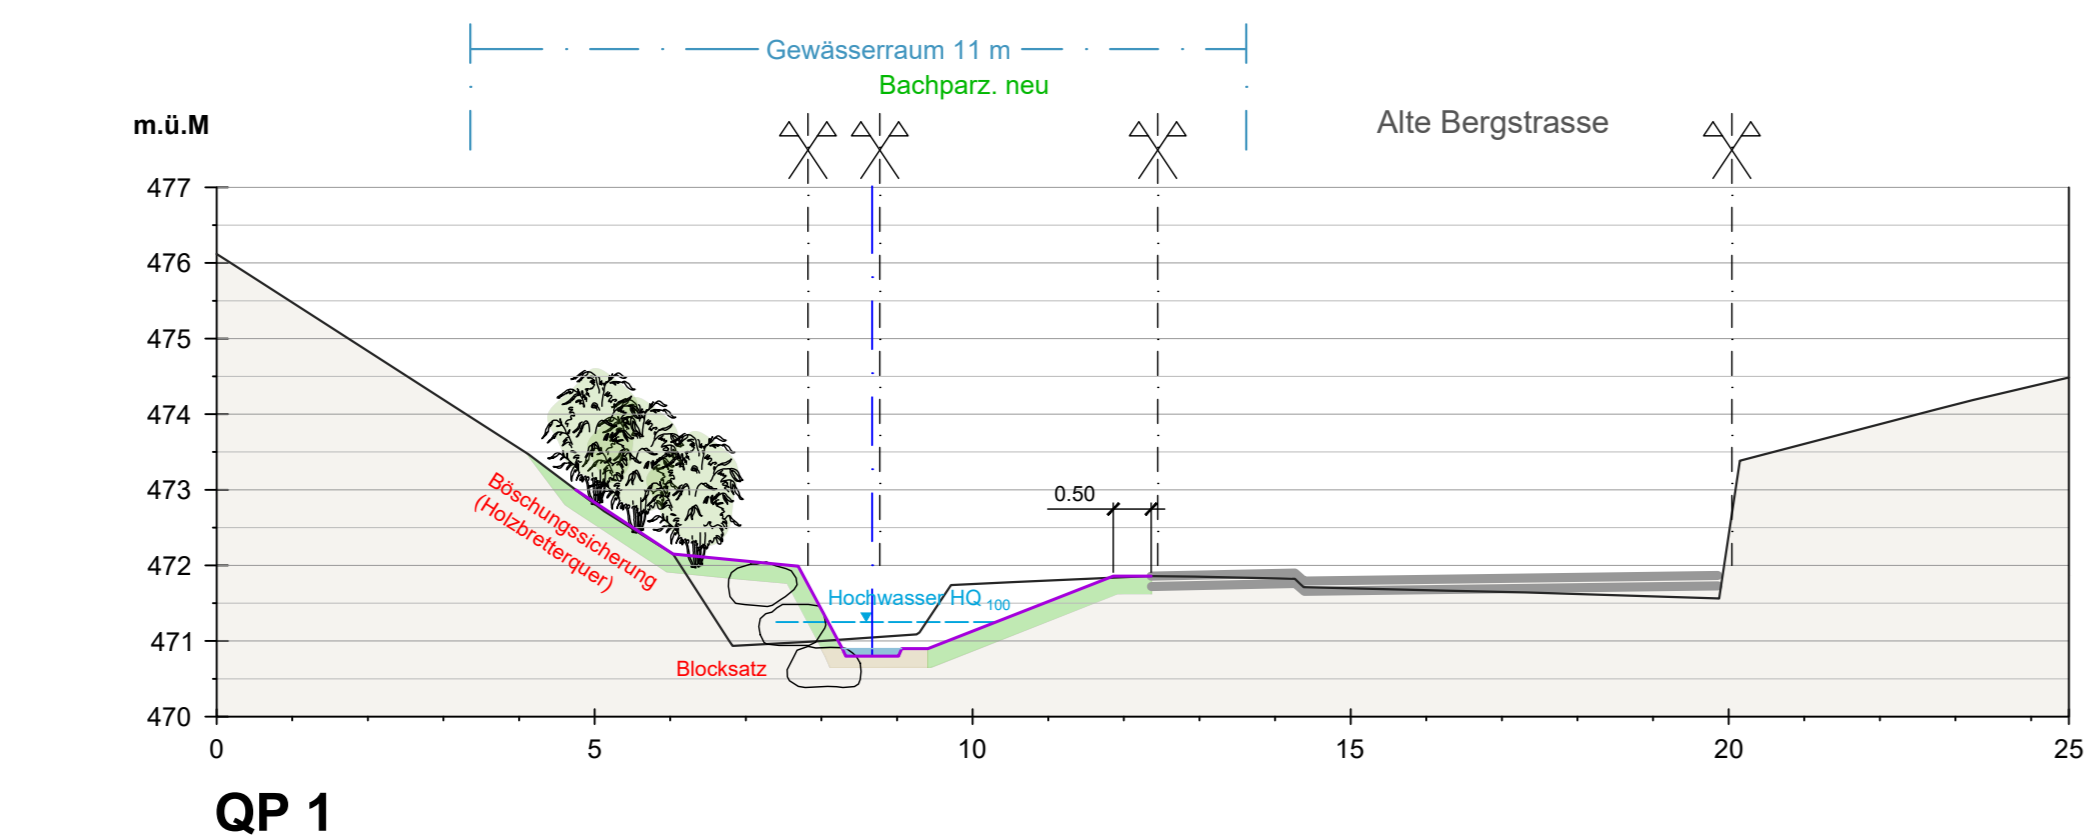 Gewässerraum 11 m
Bachparz. neu
m.ü.M
Alte Bergstrasse
477
476
475
474
473
472
471
470
Böschungssicherung
(Holzbretterquer)
0.50
Hochwasser HQ 100
Blocksatz
0 5 10 15 20 25
QP 1